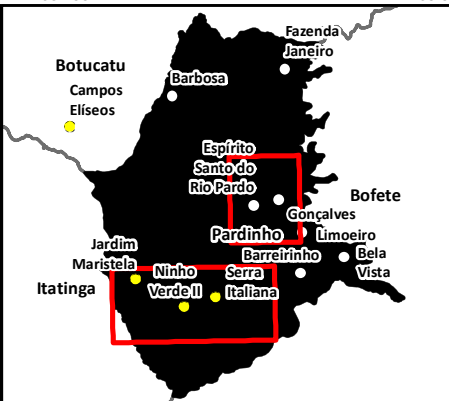 Fazenda
Janeiro
Botucatu
Barbosa
Campos
Elíseos
Espírito
Santo do
Rio Pardo
Bofete
Gonçalves
Limoeiro
Pardinho
Jardim
Maristela
Barreirinho
Bela
Vista
Ninho
Verde II
Serra
Italiana
Itatinga